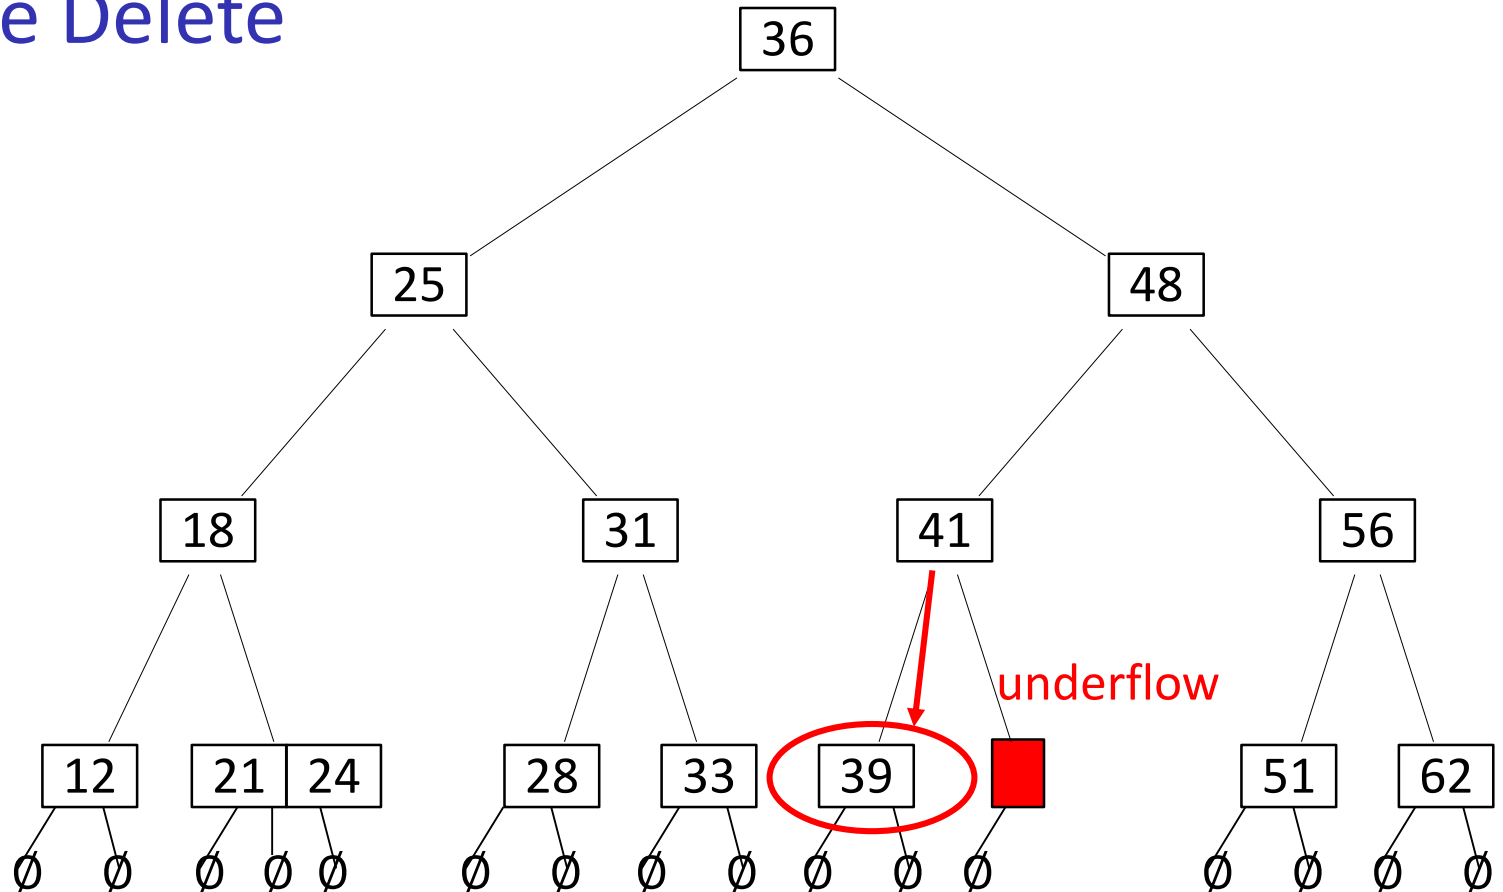 e Delete
36
25 48
18 31 41 56
underflow
12 21 24 28 33 39 51 62
Ø Ø Ø Ø Ø Ø Ø Ø Ø Ø Ø Ø Ø Ø Ø Ø